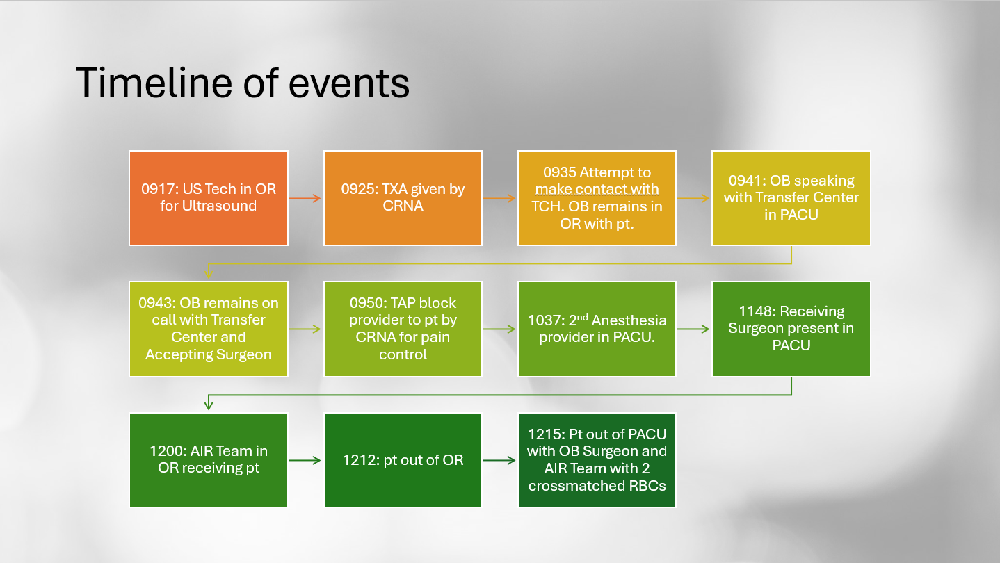 Timeline of events
0917: US Tech in OR
for Ultrasound
0925: TXA given by
CRNA
0935 Attempt to
make contact with
TCH. OB remains in
OR with pt.
0941: OB speaking
with Transfer Center
in PACU
0943: OB remains on
call with Transfer
Center and
Accepting Surgeon
0950: TAP block
provider to pt by
CRNA for pain
control
1037: 2nd Anesthesia
provider in PACU.
1148: Receiving
Surgeon present in
PACU
1200: AIR Team in
OR receiving pt
1212: pt out of OR
1215: Pt out of PACU
with OB Surgeon and
AIR Team with 2
crossmatched RBCs